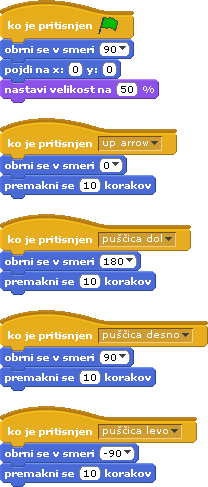 ko je pritisnjen
obrni se v smeri 90
pojdi na x: 0 y: 0
nastavi velikost na 50 %
ko je pritisnjen up arrow
obrni se v smeri 0
premakni se 10 korakov
ko je pritisnjen puščica dol
obrni se v smeri 180
premakni se 10 korakov
ko je pritisnjen puščica desno
obrni se v smeri 90
premakni se 10 korakov
ko je pritisnjen puščica levo
obrni se v smeri -90
premakni se 10 korakov